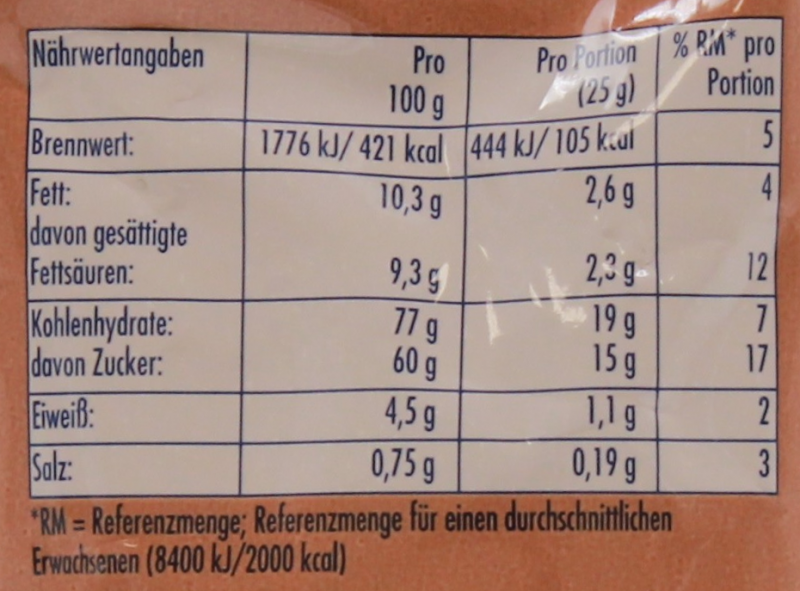 Nährwertangaben Pro 100 g Pro Portion (25 g) % RM* pro Portion
Brennwert: 1776 kJ/ 421 kcal 444 kJ/ 105 kcal 5
Fett: 10,3 g 2,6 g 4
davon gesättigte
Fettsäuren: 9,3 g 2,3 g 12
Kohlenhydrate: 77 g 19 g 7
davon Zucker: 60 g 15 g 17
Eiweiß: 4,5 g 1,1 g 2
Salz: 0,75 g 0,19 g 3
*RM = Referenzmenge; Referenzmenge für einen durchschnittlichen
Erwachsenen (8400 kJ/2000 kcal)